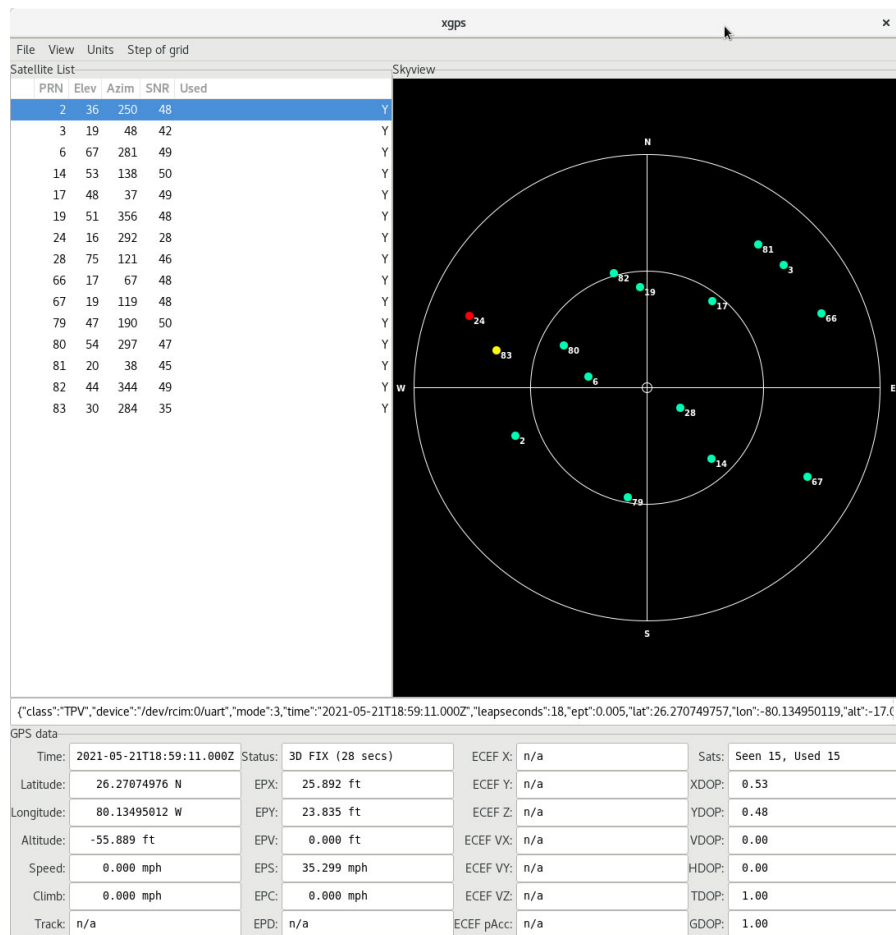 xgps ×
File View Units Step of grid
Satellite List
PRN Elev Azim SNR Used
2 36 250 48 Y
3 19 48 42 Y
6 67 281 49 Y
14 53 138 50 Y
17 48 37 49 Y
19 51 356 48 Y
24 16 292 28 Y
28 75 121 46 Y
66 17 67 48 Y
67 19 119 48 Y
79 47 190 50 Y
80 54 297 47 Y
81 20 38 45 Y
82 44 344 49 Y
83 30 284 35 Y
Skyview
N
81
3
82
19
17
66
24
83
80
6
W
E
28
2
14
67
79
S
{"class":"TPV","device":"/dev/rcim:0/uart","mode":3,"time":"2021-05-21T18:59:11.000Z","leapseconds":18,"ept":0.005,"lat":26.270749757,"lon":-80.134950119,"alt":-17.0
GPS data
Time: 2021-05-21T18:59:11.000Z Status: 3D FIX (28 secs) ECEF X: n/a Sats: Seen 15, Used 15
Latitude: 26.27074976 N EPX: 25.892 ft ECEF Y: n/a XDOP: 0.53
Longitude: 80.13495012 W EPY: 23.835 ft ECEF Z: n/a YDOP: 0.48
Altitude: -55.889 ft EPV: 0.000 ft ECEF VX: n/a VDOP: 0.00
Speed: 0.000 mph EPS: 35.299 mph ECEF VY: n/a HDOP: 0.00
Climb: 0.000 mph EPC: 0.000 mph ECEF VZ: n/a TDOP: 1.00
Track: n/a EPD: n/a ECEF pAcc: n/a GDOP: 1.00